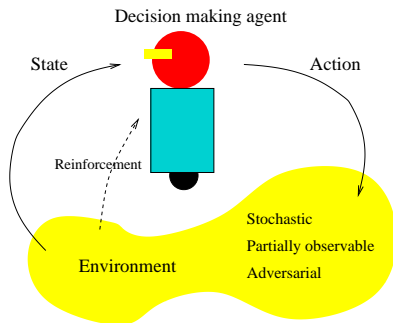 Decision making agent
State
Action
Reinforcement
Environment
Stochastic
Partially observable
Adversarial